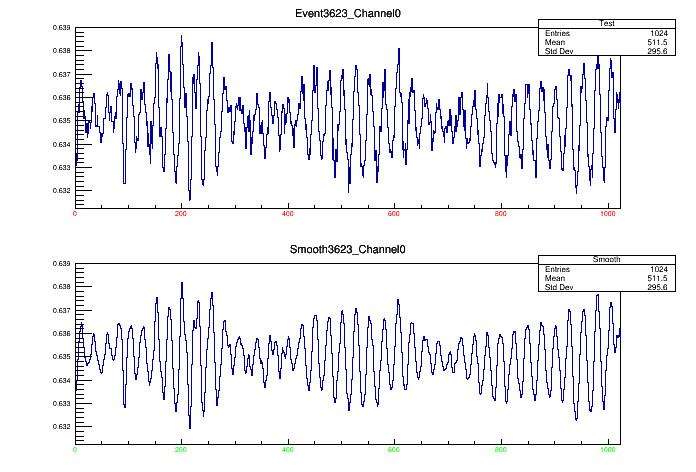 Event3623_Channel0
Test
Entries 1024
Mean 511.5
Std Dev 295.6
0.639
0.638
0.637
0.636
0.635
0.634
0.633
0.632
0 200 400 600 800 1000
Smooth3623_Channel0
Smooth
Entries 1024
Mean 511.5
Std Dev 295.6
0.639
0.638
0.637
0.636
0.635
0.634
0.633
0.632
0 200 400 600 800 1000